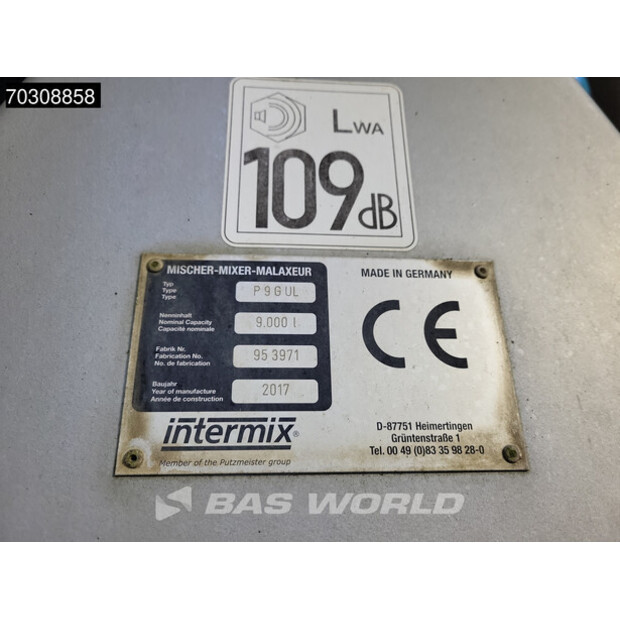 70308858
LWA
109dB
MISCHER-MIXER-MALAXEUR
Typ
Type
Type
P 9 G UL
Nenninhalt
Nominal Capacity
Capacité nominale
9.000 l
Fabrik Nr.
Fabrication No.
No. de fabrication
95 3971
Baujahr
Year of manufacture
Année de construction
2017
intermix®
Member of the Putzmeister group
MADE IN GERMANY
CE
D-87751 Heimertingen
Grüntenstraße 1
Tel. 00 49 (0)83 35 98 28-0
BAS WORLD